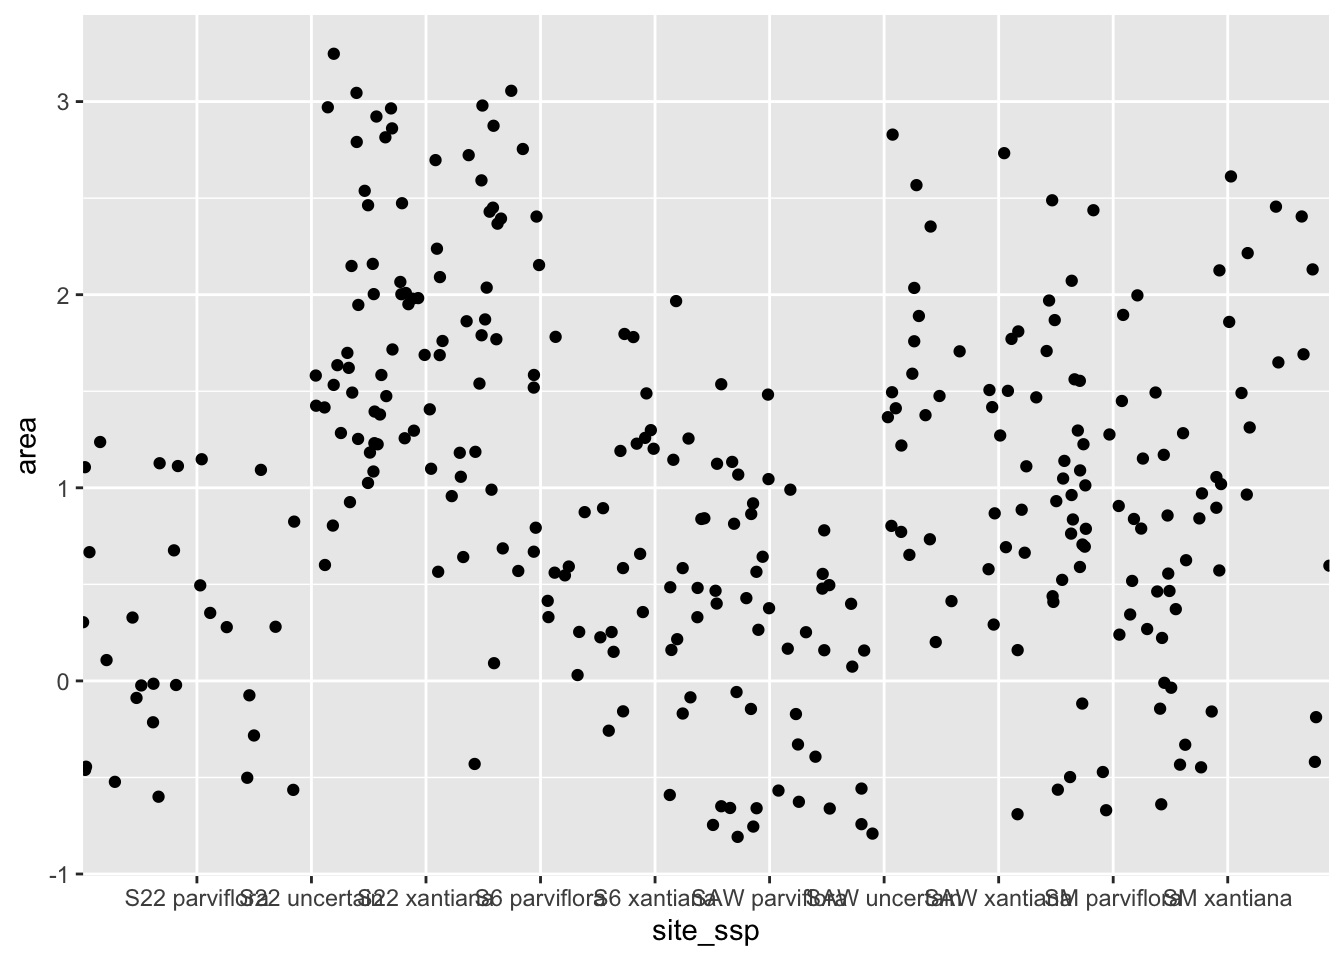 3
2
1
0
-1
area
S22 parviflora S22 uncertain S22 xantiana S6 parviflora S6 xantiana SAW parviflora SAW uncertain SAW xantiana SM parviflora SM xantiana
site_ssp